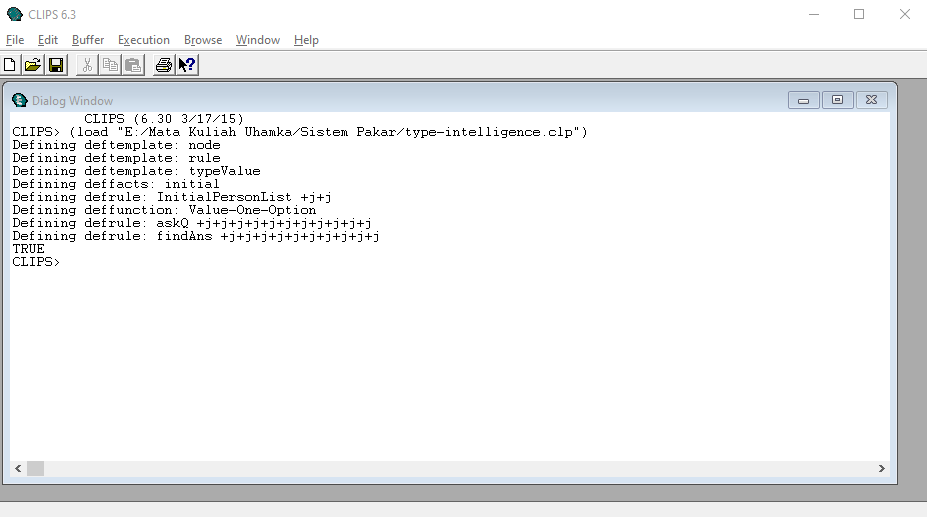 CLIPS 6.3
File Edit Buffer Execution Browse Window Help
Dialog Window
CLIPS (6.30 3/17/15)
CLIPS> (load "E:/Mata Kuliah Uhamka/Sistem Pakar/type-intelligence.clp")
Defining deftemplate: node
Defining deftemplate: rule
Defining deftemplate: typeValue
Defining deffacts: initial
Defining defrule: InitialPersonList +j+j
Defining deffunction: Value-One-Option
Defining defrule: askQ +j+j+j+j+j+j+j+j+j+j+j
Defining defrule: findAns +j+j+j+j+j+j+j+j+j+j
TRUE
CLIPS>